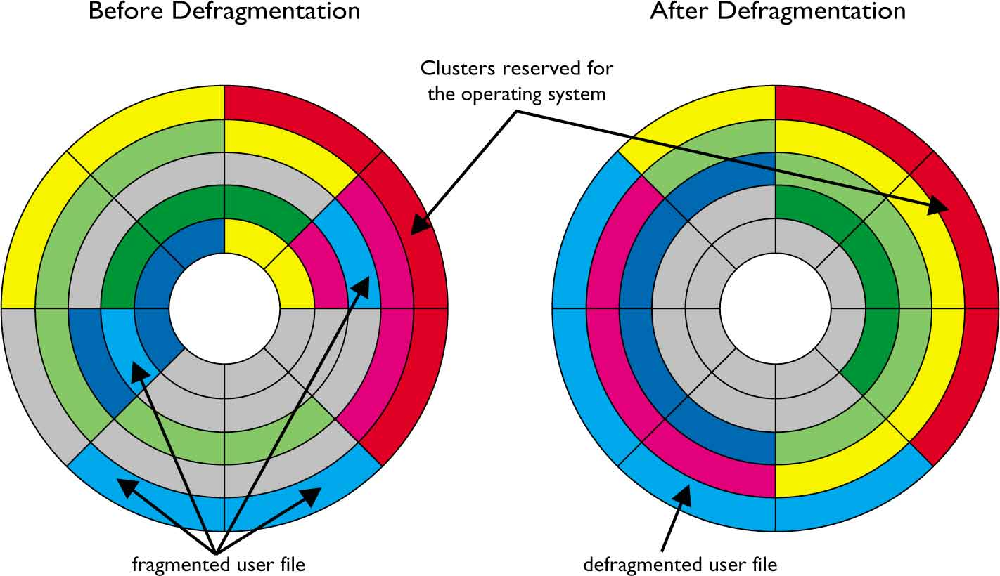 Before Defragmentation
After Defragmentation
Clusters reserved for
the operating system
fragmented user file
defragmented user file